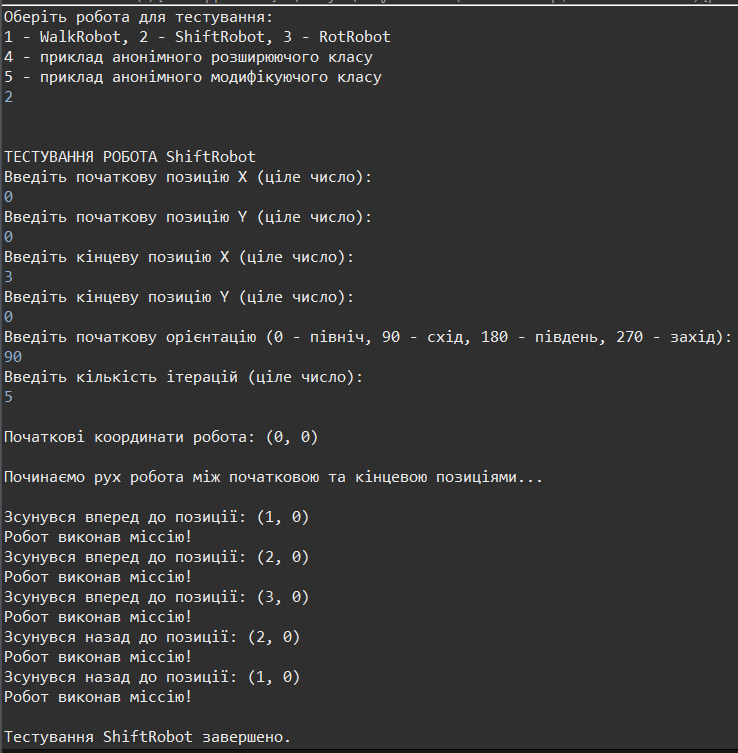 Оберіть робота для тестування:
1 - WalkRobot, 2 - ShiftRobot, 3 - RotRobot
4 - приклад анонімного розширюючого класу
5 - приклад анонімного модифікуючого класу
2
ТЕСТУВАННЯ РОБОТА ShiftRobot
Введіть початкову позицію X (ціле число):
0
Введіть початкову позицію Y (ціле число):
0
Введіть кінцеву позицію X (ціле число):
3
Введіть кінцеву позицію Y (ціле число):
0
Введіть початкову орієнтацію (0 - північ, 90 - схід, 180 - південь, 270 - захід):
90
Введіть кількість ітерацій (ціле число):
5
Початкові координати робота: (0, 0)
Починаємо рух робота між початковою та кінцевою позиціями...
Зсунувся вперед до позиції: (1, 0)
Робот виконав міссію!
Зсунувся вперед до позиції: (2, 0)
Робот виконав міссію!
Зсунувся вперед до позиції: (3, 0)
Робот виконав міссію!
Зсунувся назад до позиції: (2, 0)
Робот виконав міссію!
Зсунувся назад до позиції: (1, 0)
Робот виконав міссію!
Тестування ShiftRobot завершено.